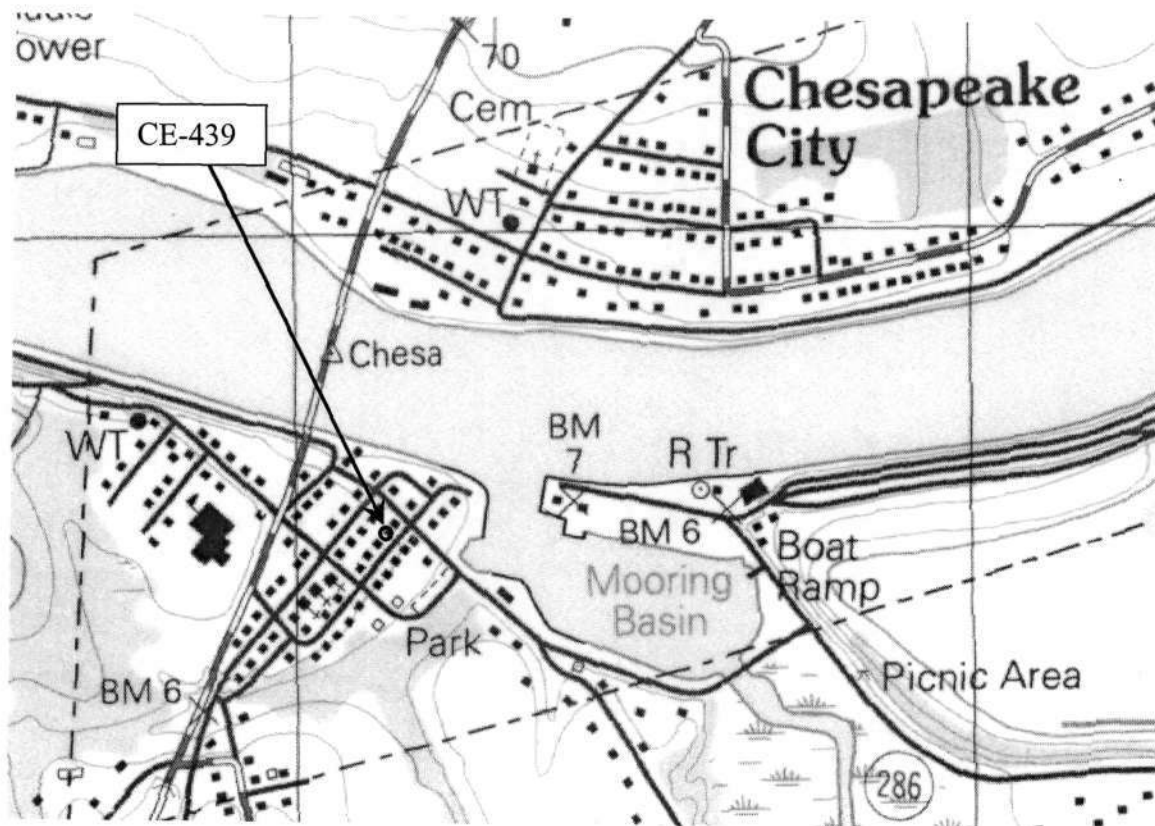 ower
70
Chesapeake
City
Cem
CE-439
WT
Chesa
BM
7
R Tr
WT
BM 6
Boat
Ramp
Mooring
Basin
Park
Picnic Area
BM 6
286